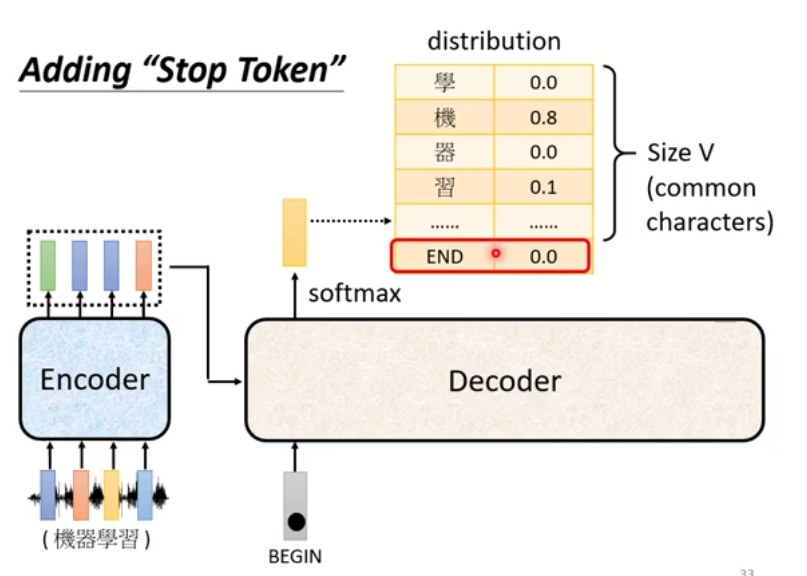 Adding “Stop Token”
distribution
學 0.0
機 0.8
器 0.0
習 0.1
…… ……
END 0.0
Size V
(common
characters)
softmax
Encoder
Decoder
( 機器學習 )
BEGIN
33